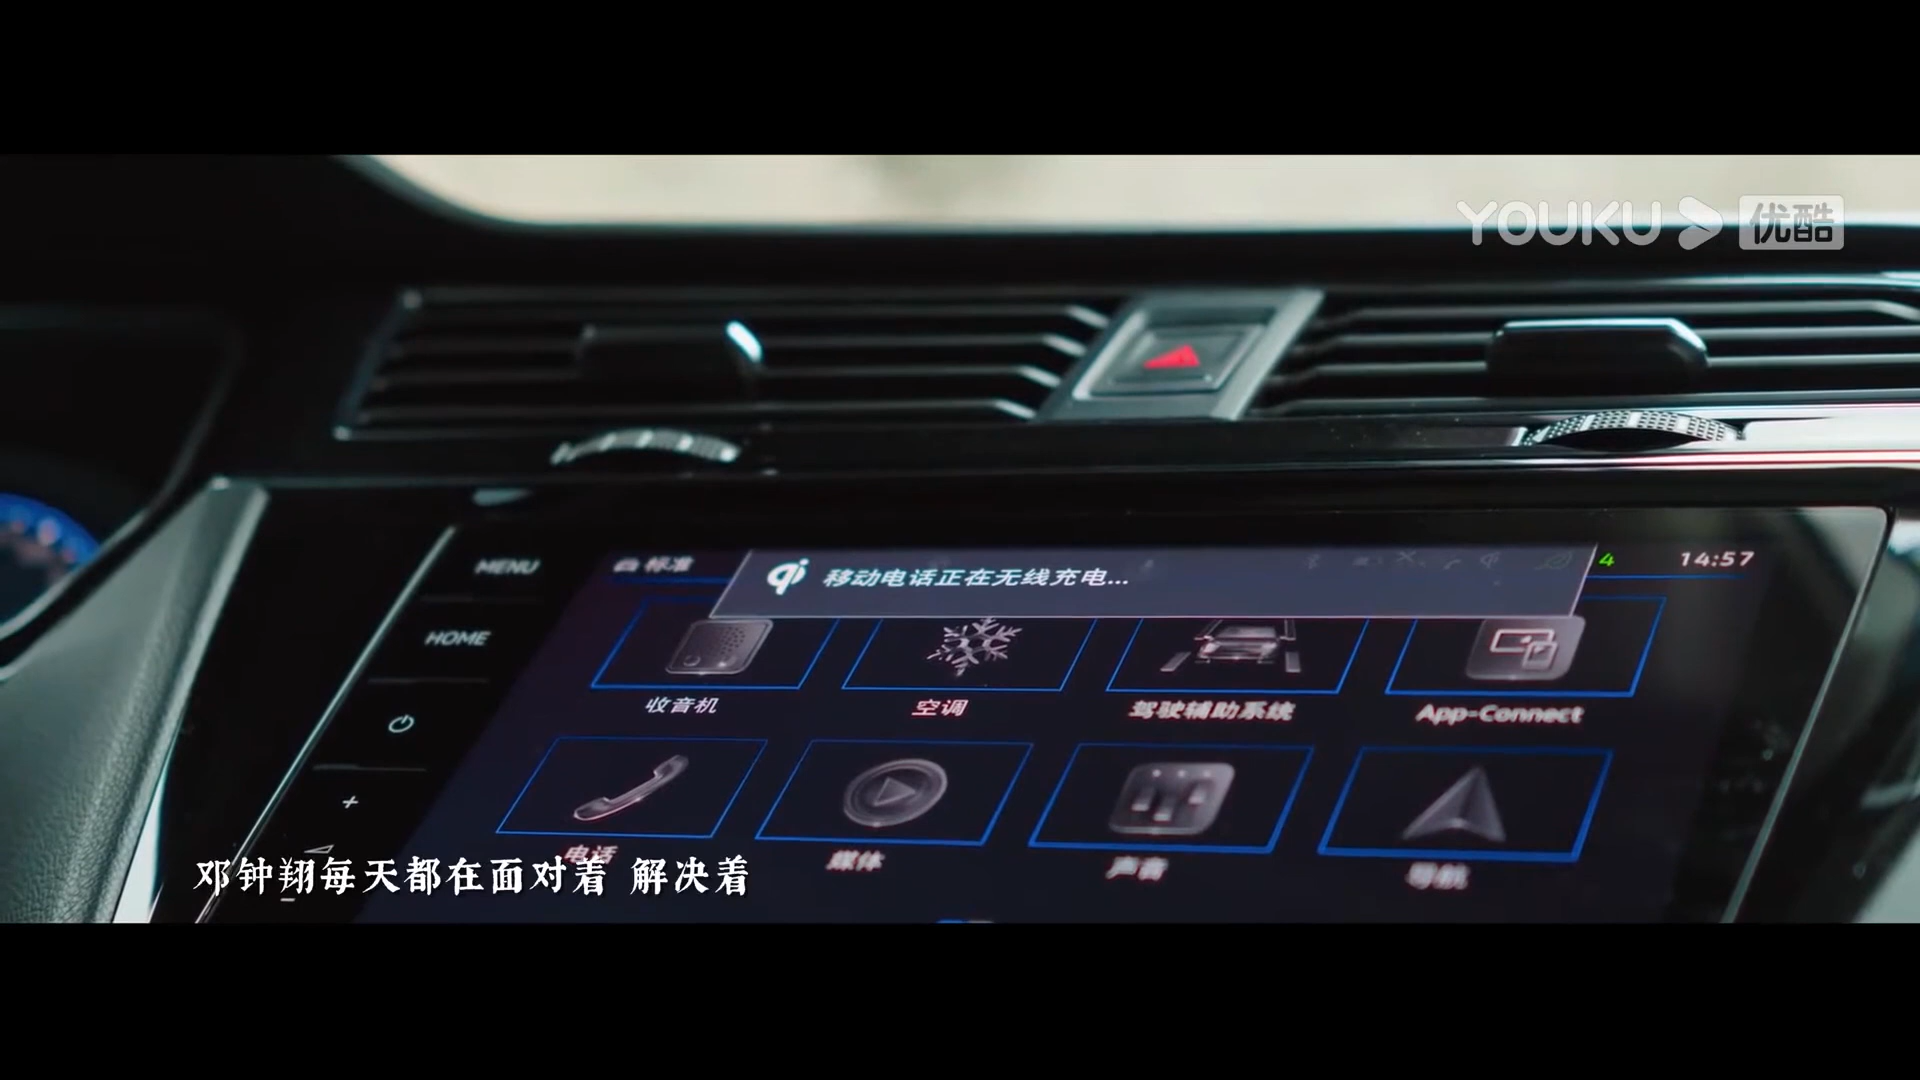 YOUKU 优酷
MENU
标准
qi 移动电话正在无线充电...
4
14:57
HOME
收音机
空调
驾驶辅助系统
App-Connect
+
电话
媒体
声音
导航
邓钟翔每天都在面对着 解决着